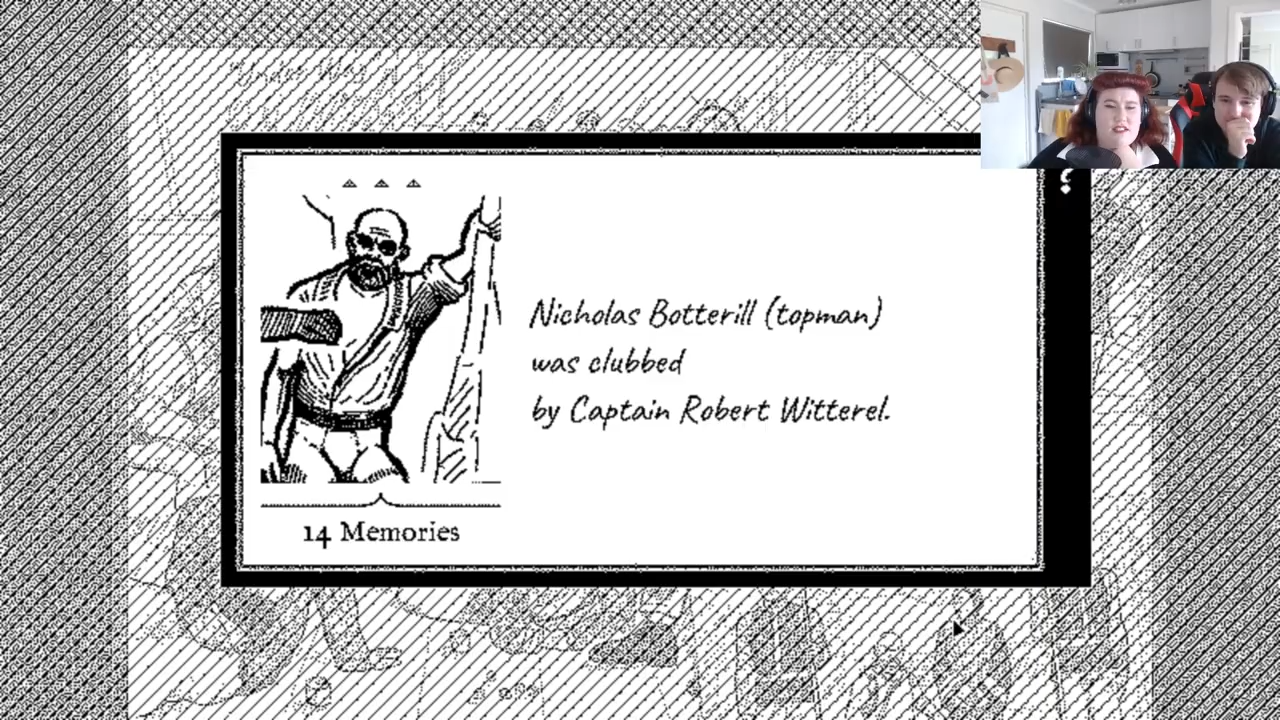 ?
Nicholas Botterill (topman)
was clubbed
by Captain Robert Witterel.
14 Memories